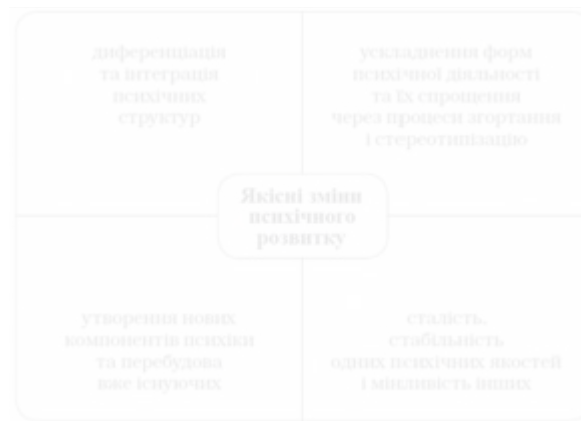 диференціація
та інтеграція
психічних
структур
ускладнення форм
психічної діяльності
та їх спрощення
через процеси згортання
і стереотипізацію
Якісні зміни
психічного
розвитку
утворення нових
компонентів психіки
та перебудова
вже існуючих
сталість,
стабільність
одних психічних якостей
і мінливість інших